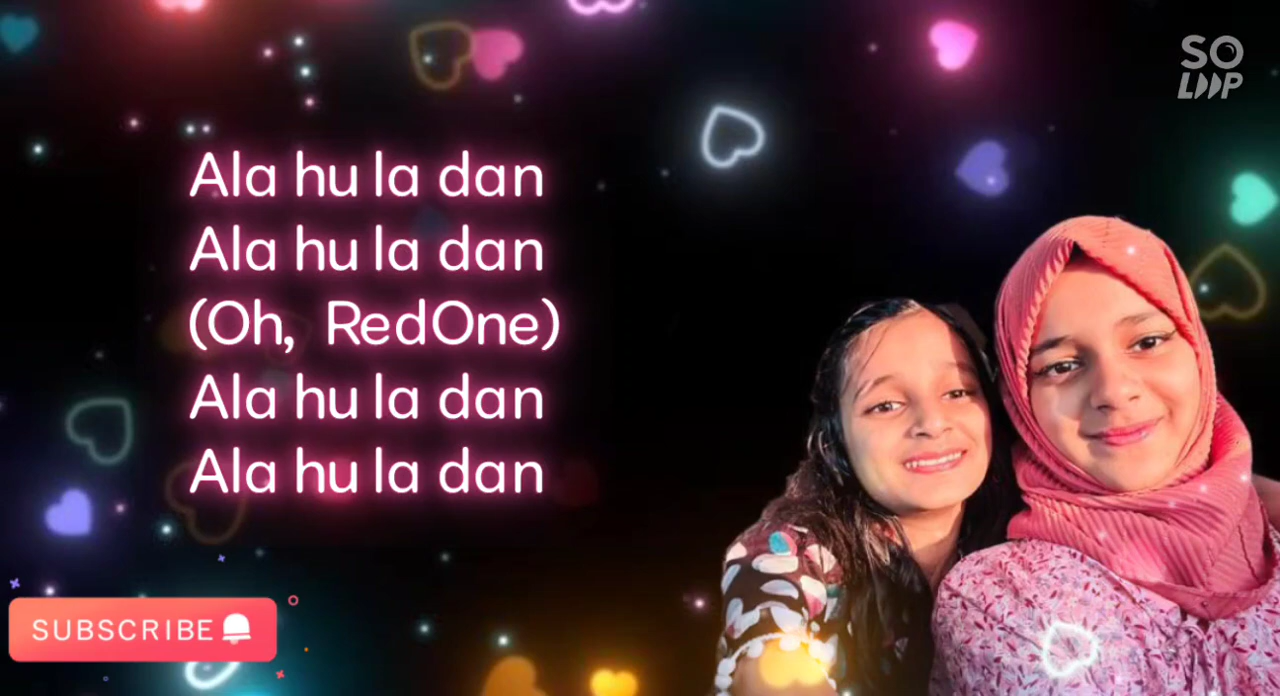 SO
LOOP
Ala hu la dan
Ala hu la dan
(Oh, RedOne)
Ala hu la dan
Ala hu la dan
SUBSCRIBE